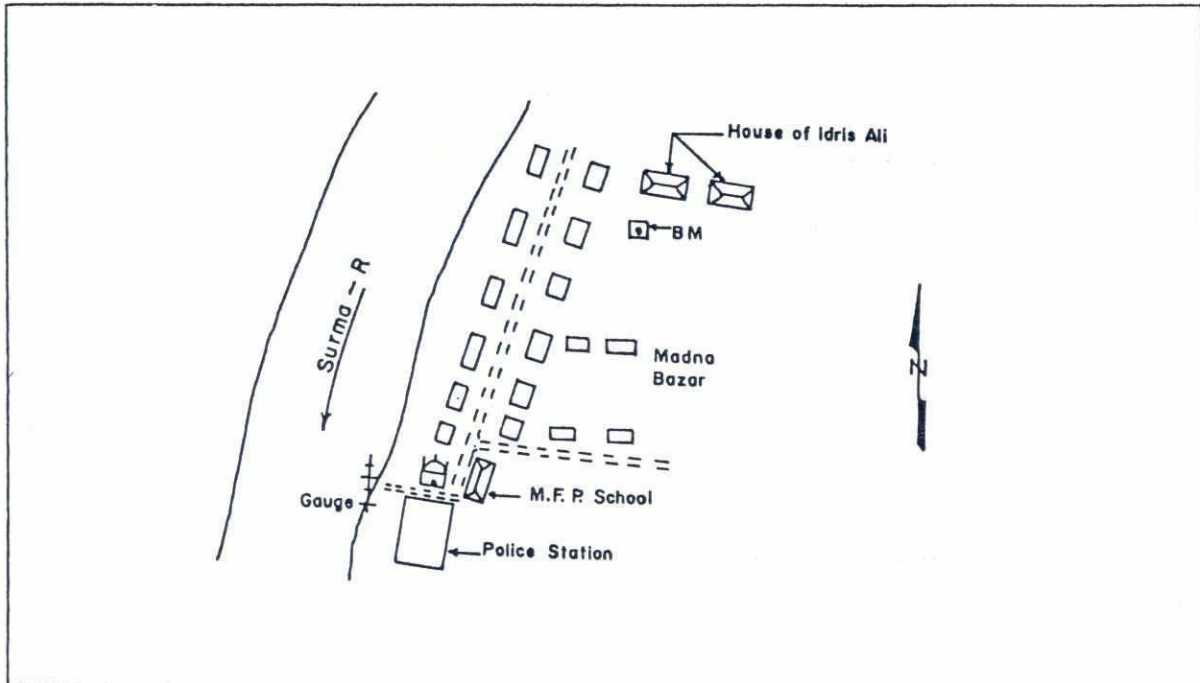 House of Idris Ali
BM
Surma - R
Madna
Bazar
N
M.F.P. School
Gauge
Police Station